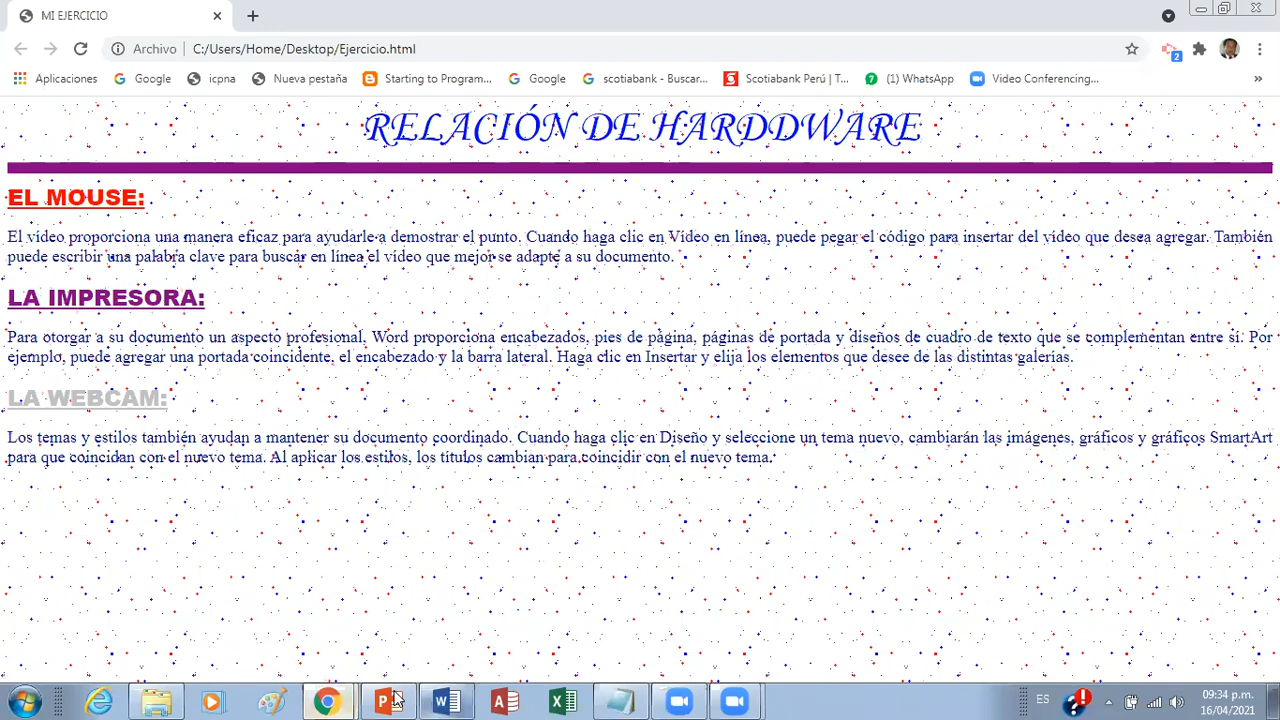 MI EJERCICIO
Archivo C:/Users/Home/Desktop/Ejercicio.html
2
Aplicaciones Google icpna Nueva pestaña Starting to Program... Google scotiabank - Buscar... Scotiabank Perú | T... 7 (1) WhatsApp Video Conferencing... »
RELACIÓN DE HARDDWARE
EL MOUSE:
El vídeo proporciona una manera eficaz para ayudarle a demostrar el punto. Cuando haga clic en Vídeo en línea, puede pegar el código para insertar del vídeo que desea agregar. También
puede escribir una palabra clave para buscar en línea el vídeo que mejor se adapte a su documento.
LA IMPRESORA:
Para otorgar a su documento un aspecto profesional, Word proporciona encabezados, pies de página, páginas de portada y diseños de cuadro de texto que se complementan entre sí. Por
ejemplo, puede agregar una portada coincidente, el encabezado y la barra lateral. Haga clic en Insertar y elija los elementos que desee de las distintas galerías.
LA WEBCAM:
Los temas y estilos también ayudan a mantener su documento coordinado. Cuando haga clic en Diseño y seleccione un tema nuevo, cambiarán las imágenes, gráficos y gráficos SmartArt
para que coincidan con el nuevo tema. Al aplicar los estilos, los títulos cambian para coincidir con el nuevo tema.
ES 09:34 p.m.
16/04/2021